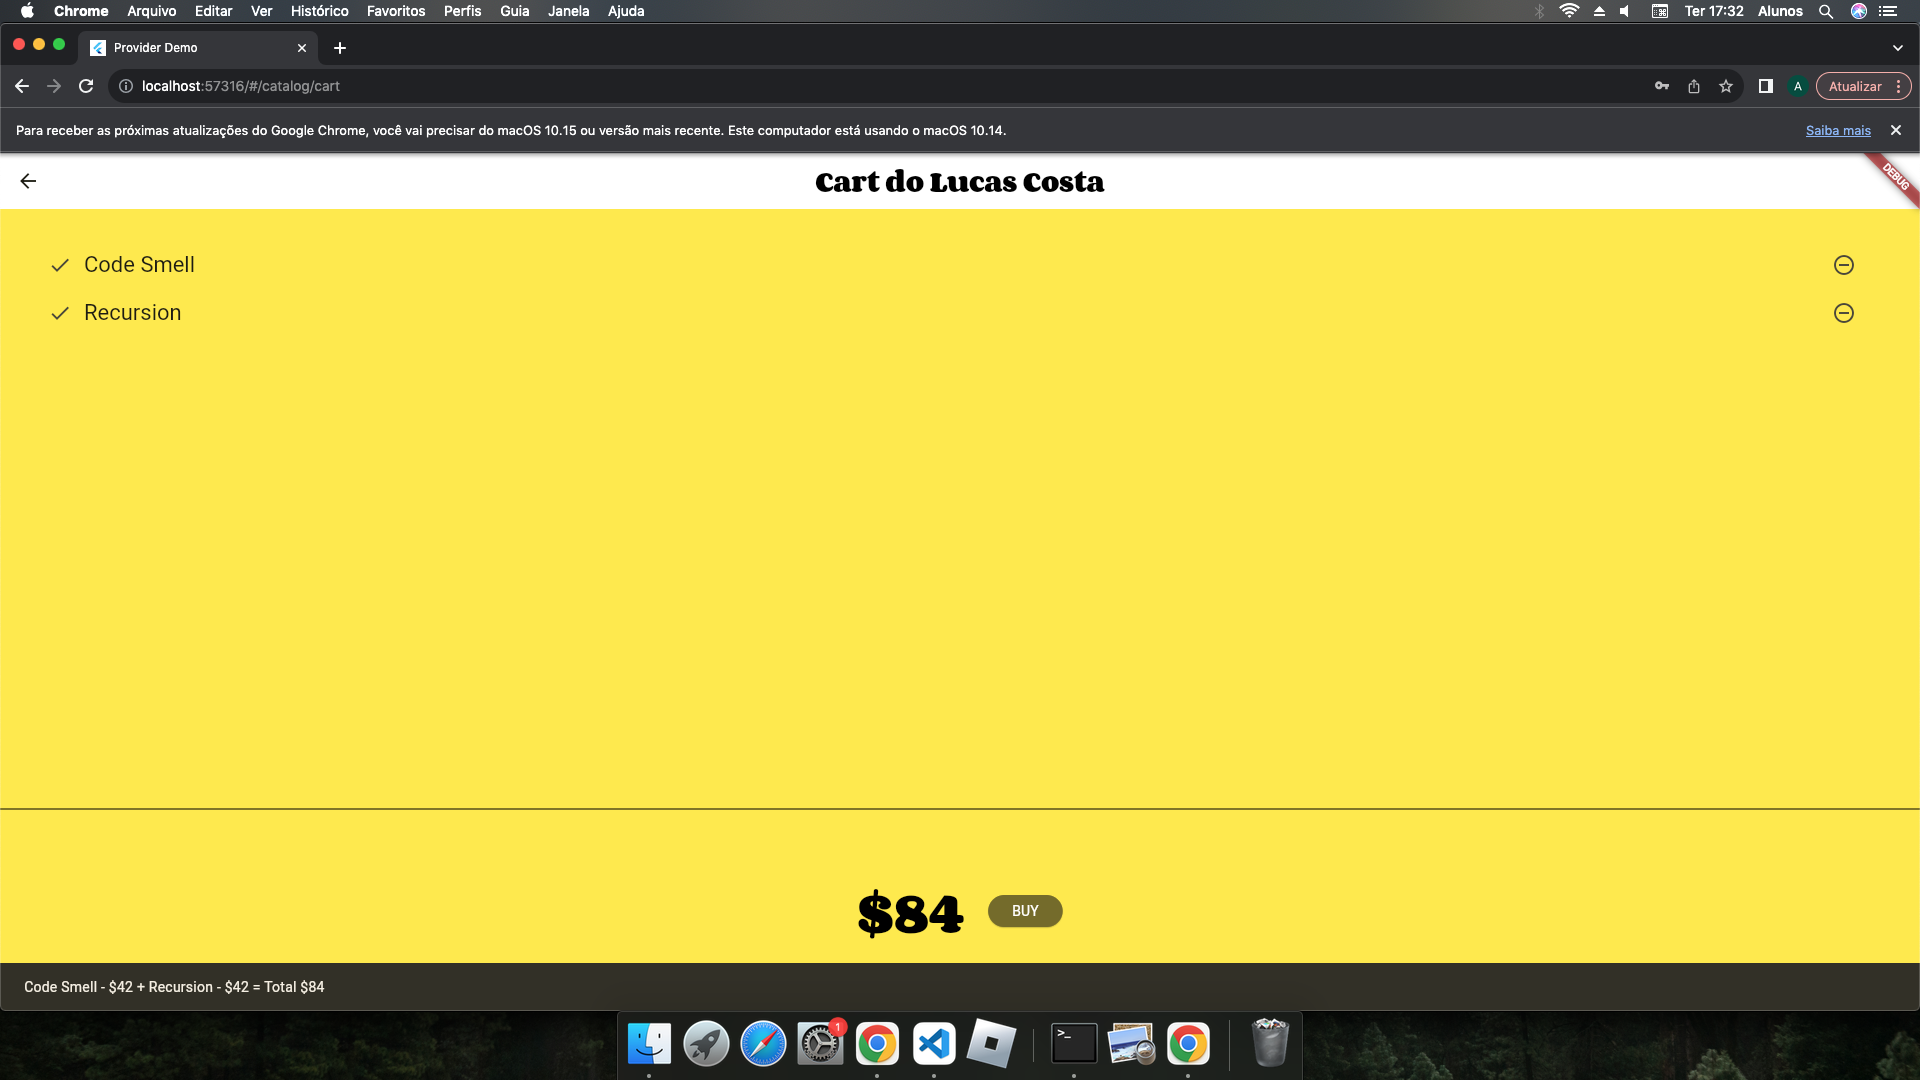 Chrome Arquivo Editar Ver Histórico Favoritos Perfis Guia Janela Ajuda Ter 17:32 Alunos
Provider Demo
localhost:57316/#/catalog/cart A Atualizar
Para receber as próximas atualizações do Google Chrome, você vai precisar do macOS 10.15 ou versão mais recente. Este computador está usando o macOS 10.14. Saiba mais
Cart do Lucas Costa
DEBUG
Code Smell
Recursion
$84 BUY
Code Smell - $42 + Recursion - $42 = Total $84
1
>_